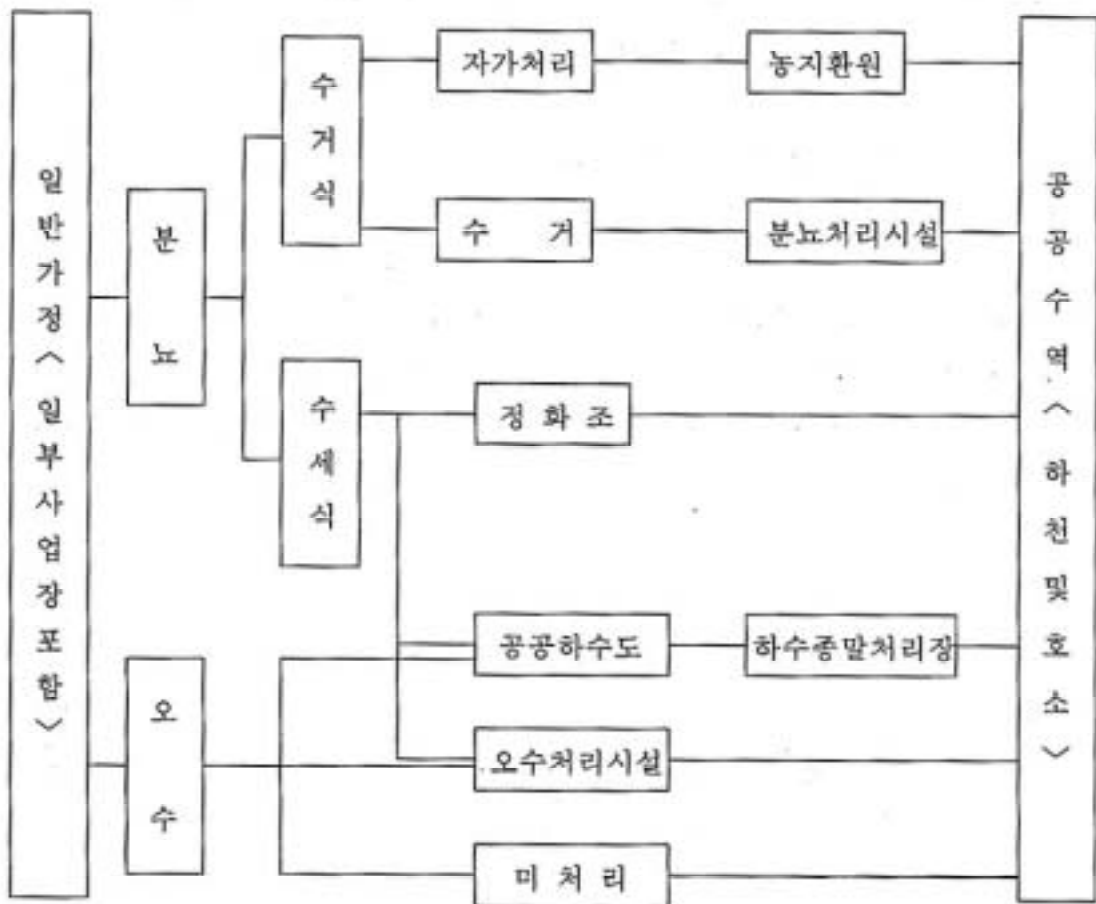 일반가정〈일부사업장포함〉
분뇨
오수
수거식
수세식
자가처리
농지환원
수 거
분뇨처리시설
정 화 조
공공하수도
하수종말처리장
오수처리시설
미 처 리
공공수역〈하천및호소〉